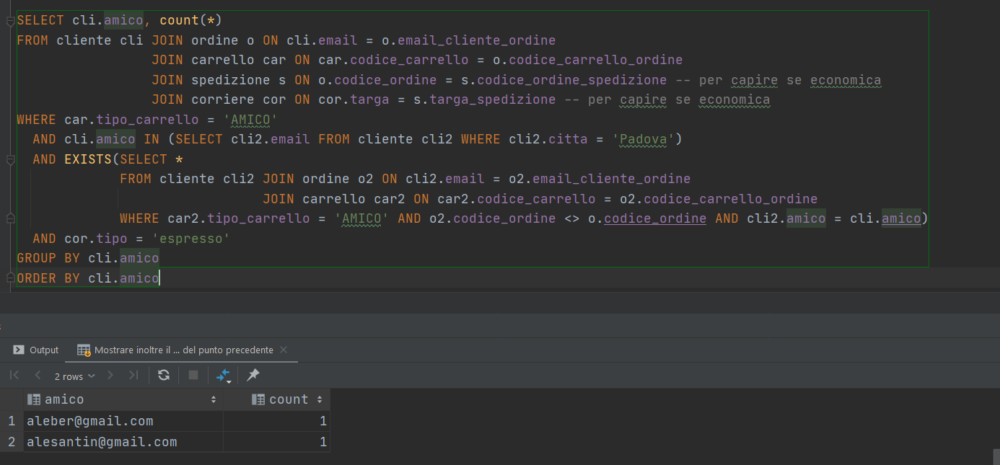 SELECT cli.amico, count(*)
FROM cliente cli JOIN ordine o ON cli.email = o.email_cliente_ordine
JOIN carrello car ON car.codice_carrello = o.codice_carrello_ordine
JOIN spedizione s ON o.codice_ordine = s.codice_ordine_spedizione -- per capire se economica
JOIN corriere cor ON cor.targa = s.targa_spedizione -- per capire se economica
WHERE car.tipo_carrello = 'AMICO'
AND cli.amico IN (SELECT cli2.email FROM cliente cli2 WHERE cli2.citta = 'Padova')
AND EXISTS(SELECT *
FROM cliente cli2 JOIN ordine o2 ON cli2.email = o2.email_cliente_ordine
JOIN carrello car2 ON car2.codice_carrello = o2.codice_carrello_ordine
WHERE car2.tipo_carrello = 'AMICO' AND o2.codice_ordine <> o.codice_ordine AND cli2.amico = cli.amico)
AND cor.tipo = 'espresso'
GROUP BY cli.amico
ORDER BY cli.amico
Output Mostrare inoltre il ... del punto precedente
2 rows
amico count
1 aleber@gmail.com 1
2 alesantin@gmail.com 1